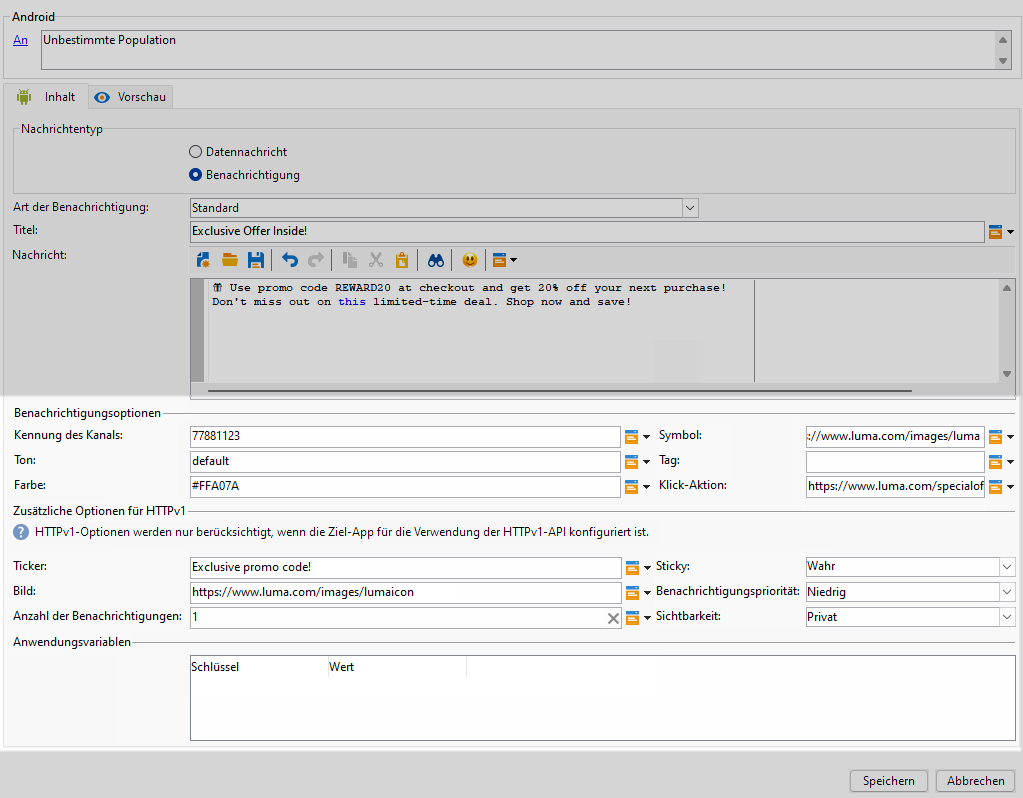 Android
An Unbestimmte Population
Inhalt Vorschau
Nachrichtentyp
Datennachricht
Benachrichtigung
Art der Benachrichtigung: Standard
Titel: Exclusive Offer Inside!
Nachricht:
Use promo code REWARD20 at checkout and get 20% off your next purchase!
Don't miss out on this limited-time deal. Shop now and save!
Benachrichtigungsoptionen
Kennung des Kanals: 77881123 Symbol: ://www.luma.com/images/luma
Ton: default Tag:
Farbe: #FFA07A Klick-Aktion: https://www.luma.com/specialof
Zusätzliche Optionen für HTTPv1
? HTTPv1-Optionen werden nur berücksichtigt, wenn die Ziel-App für die Verwendung der HTTPv1-API konfiguriert ist.
Ticker: Exclusive promo code! Sticky: Wahr
Bild: https://www.luma.com/images/lumaicon Benachrichtigungspriorität: Niedrig
Anzahl der Benachrichtigungen: 1 Sichtbarkeit: Privat
Anwendungsvariablen
Schlüssel Wert
Speichern Abbrechen